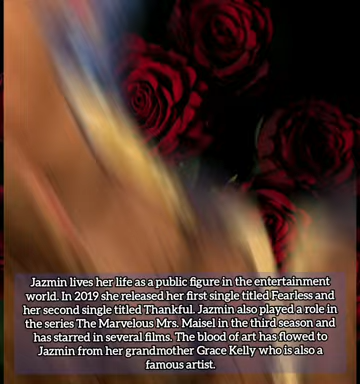 Jazmin lives her life as a public figure in the entertainment
world. In 2019 she released her first single titled Fearless and
her second single titled Thankful. Jazmin also played a role in
the series The Marvelous Mrs. Maisel in the third season and
has starred in several films. The blood of art has flowed to
Jazmin from her grandmother Grace Kelly who is also a
famous artist.